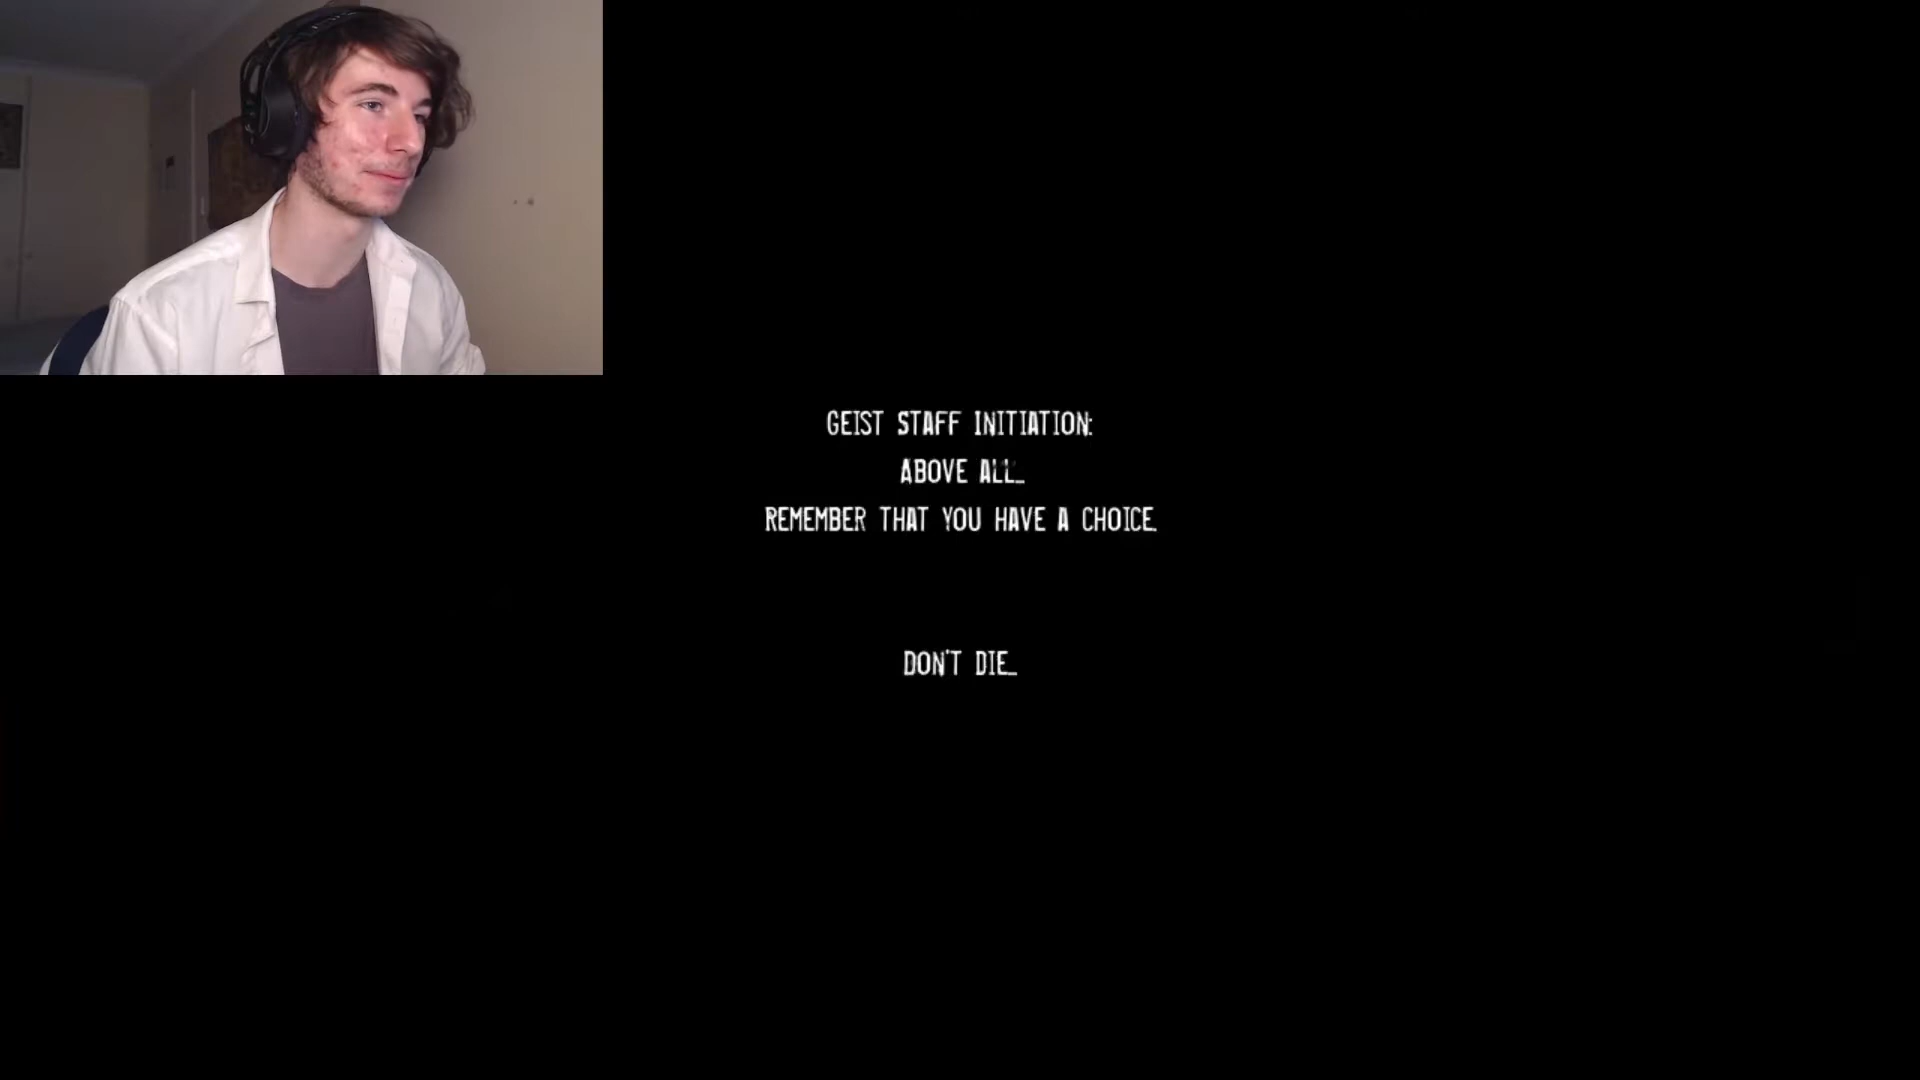 GEIST STAFF INITIATION:
ABOVE ALL...
REMEMBER THAT YOU HAVE A CHOICE.
DON'T DIE...